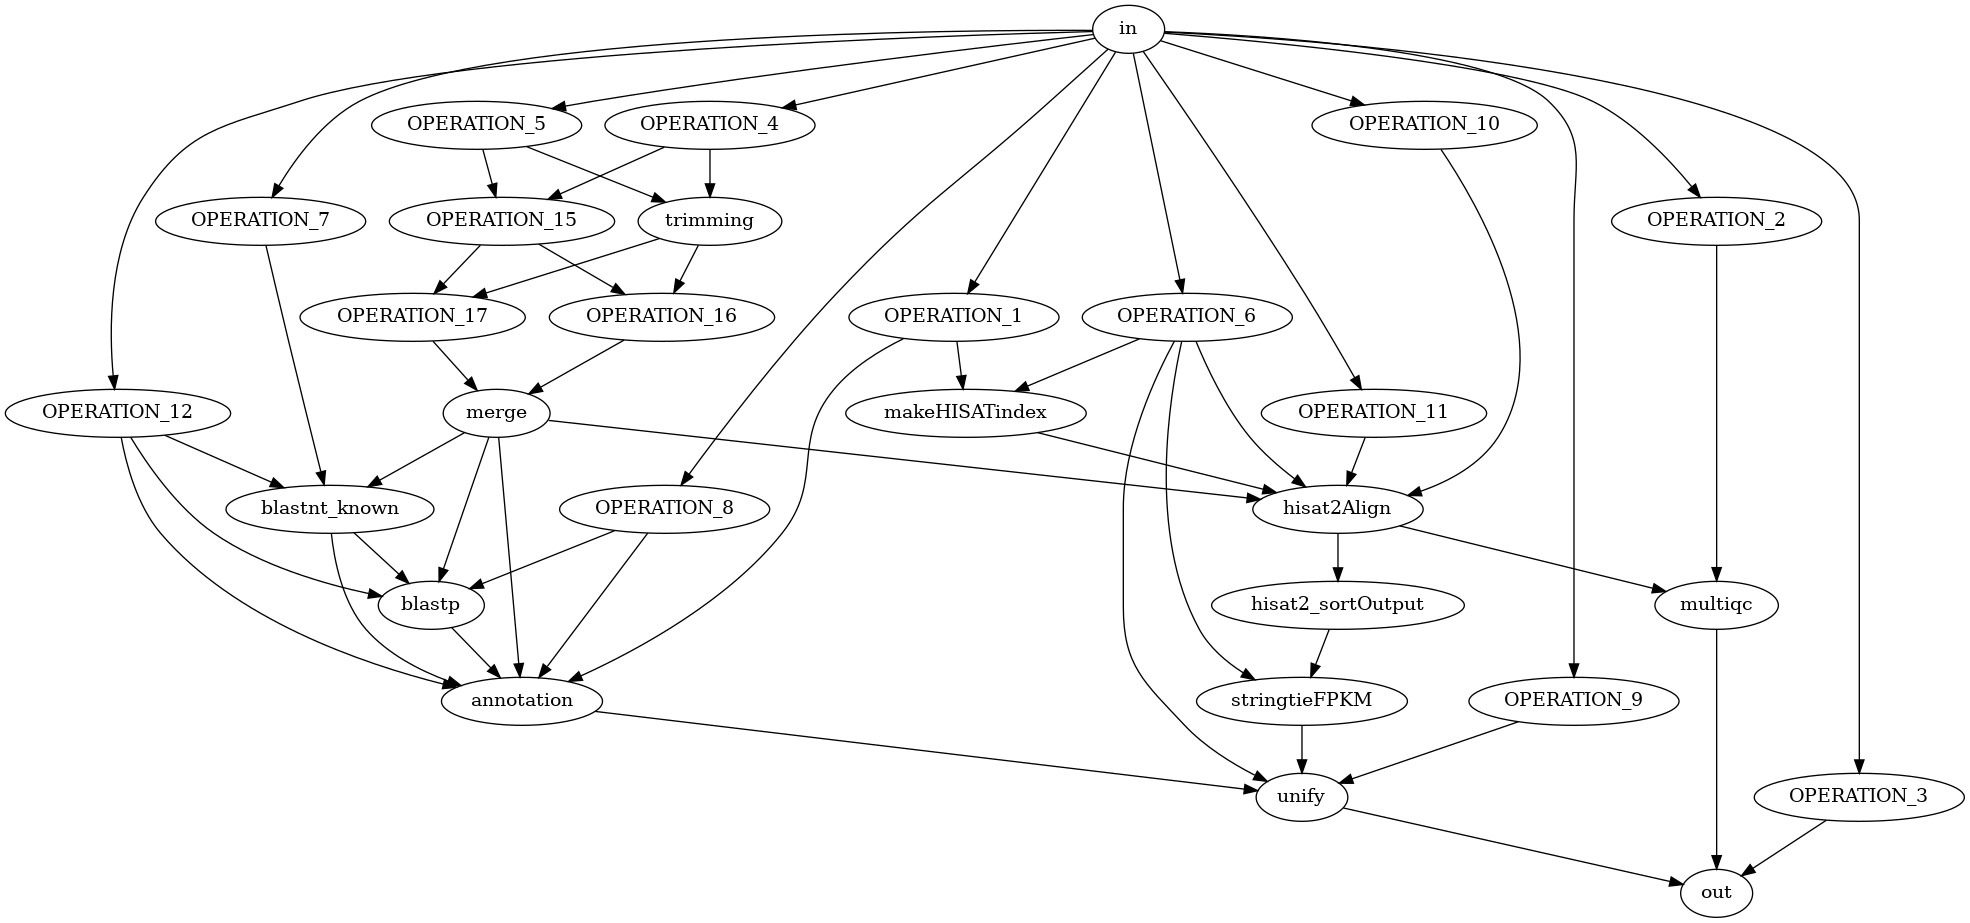 in
OPERATION_5
OPERATION_4
OPERATION_10
OPERATION_7
OPERATION_15
trimming
OPERATION_2
OPERATION_17
OPERATION_16
OPERATION_1
OPERATION_6
OPERATION_12
merge
makeHISATindex
OPERATION_11
blastnt_known
OPERATION_8
hisat2Align
blastp
hisat2_sortOutput
multiqc
annotation
stringtieFPKM
OPERATION_9
unify
OPERATION_3
out